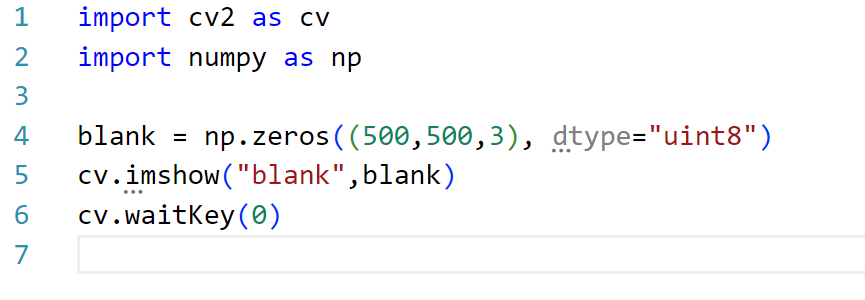 1 import cv2 as cv
2 import numpy as np
3
4 blank = np.zeros((500,500,3), dtype="uint8")
5 cv.imshow("blank",blank)
6 cv.waitKey(0)
7